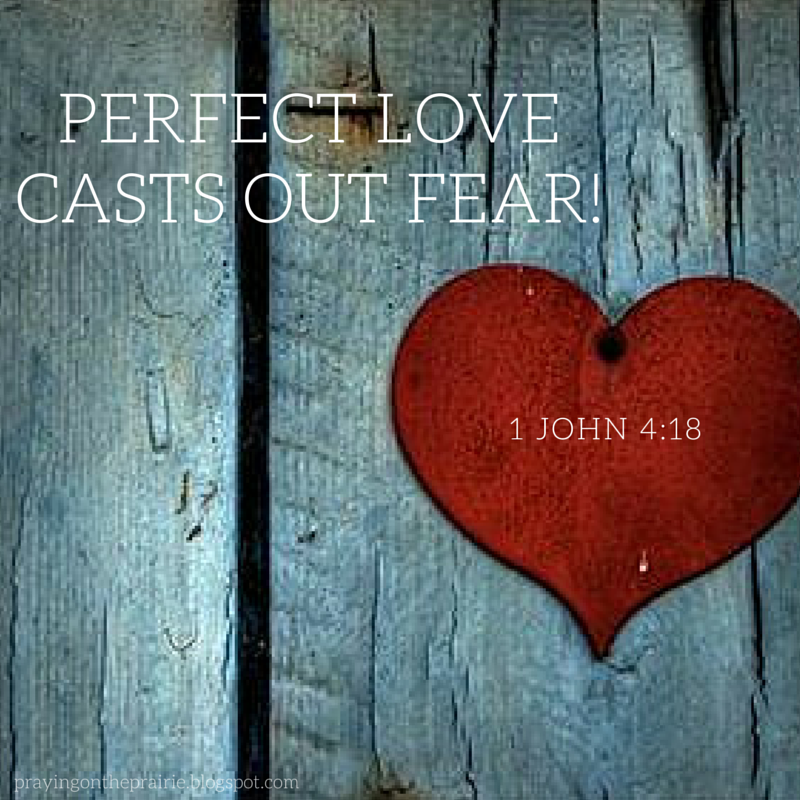 PERFECT LOVE
CASTS OUT FEAR!
1 JOHN 4:18
prayingontheprairie.blogspot.com